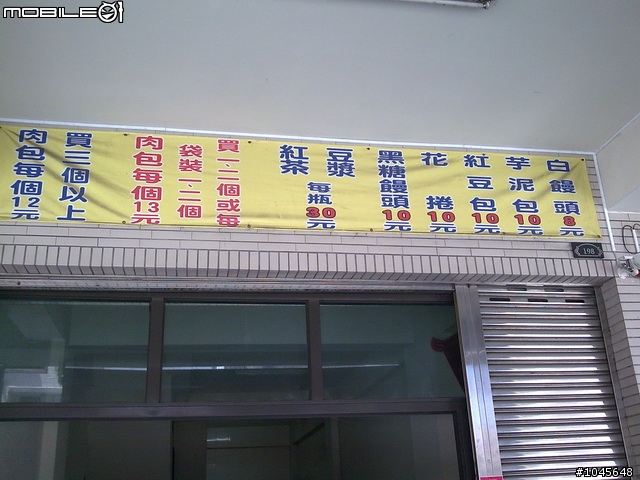 MOBILE01
白饅頭8元
芋泥包10元
紅豆包10元
花捲10元
黑糖饅頭10元
豆漿
紅茶
每瓶30元
買一、二個或每
袋裝一、二個
肉包每個13元
買三個以上
肉包每個12元
198
#1045648